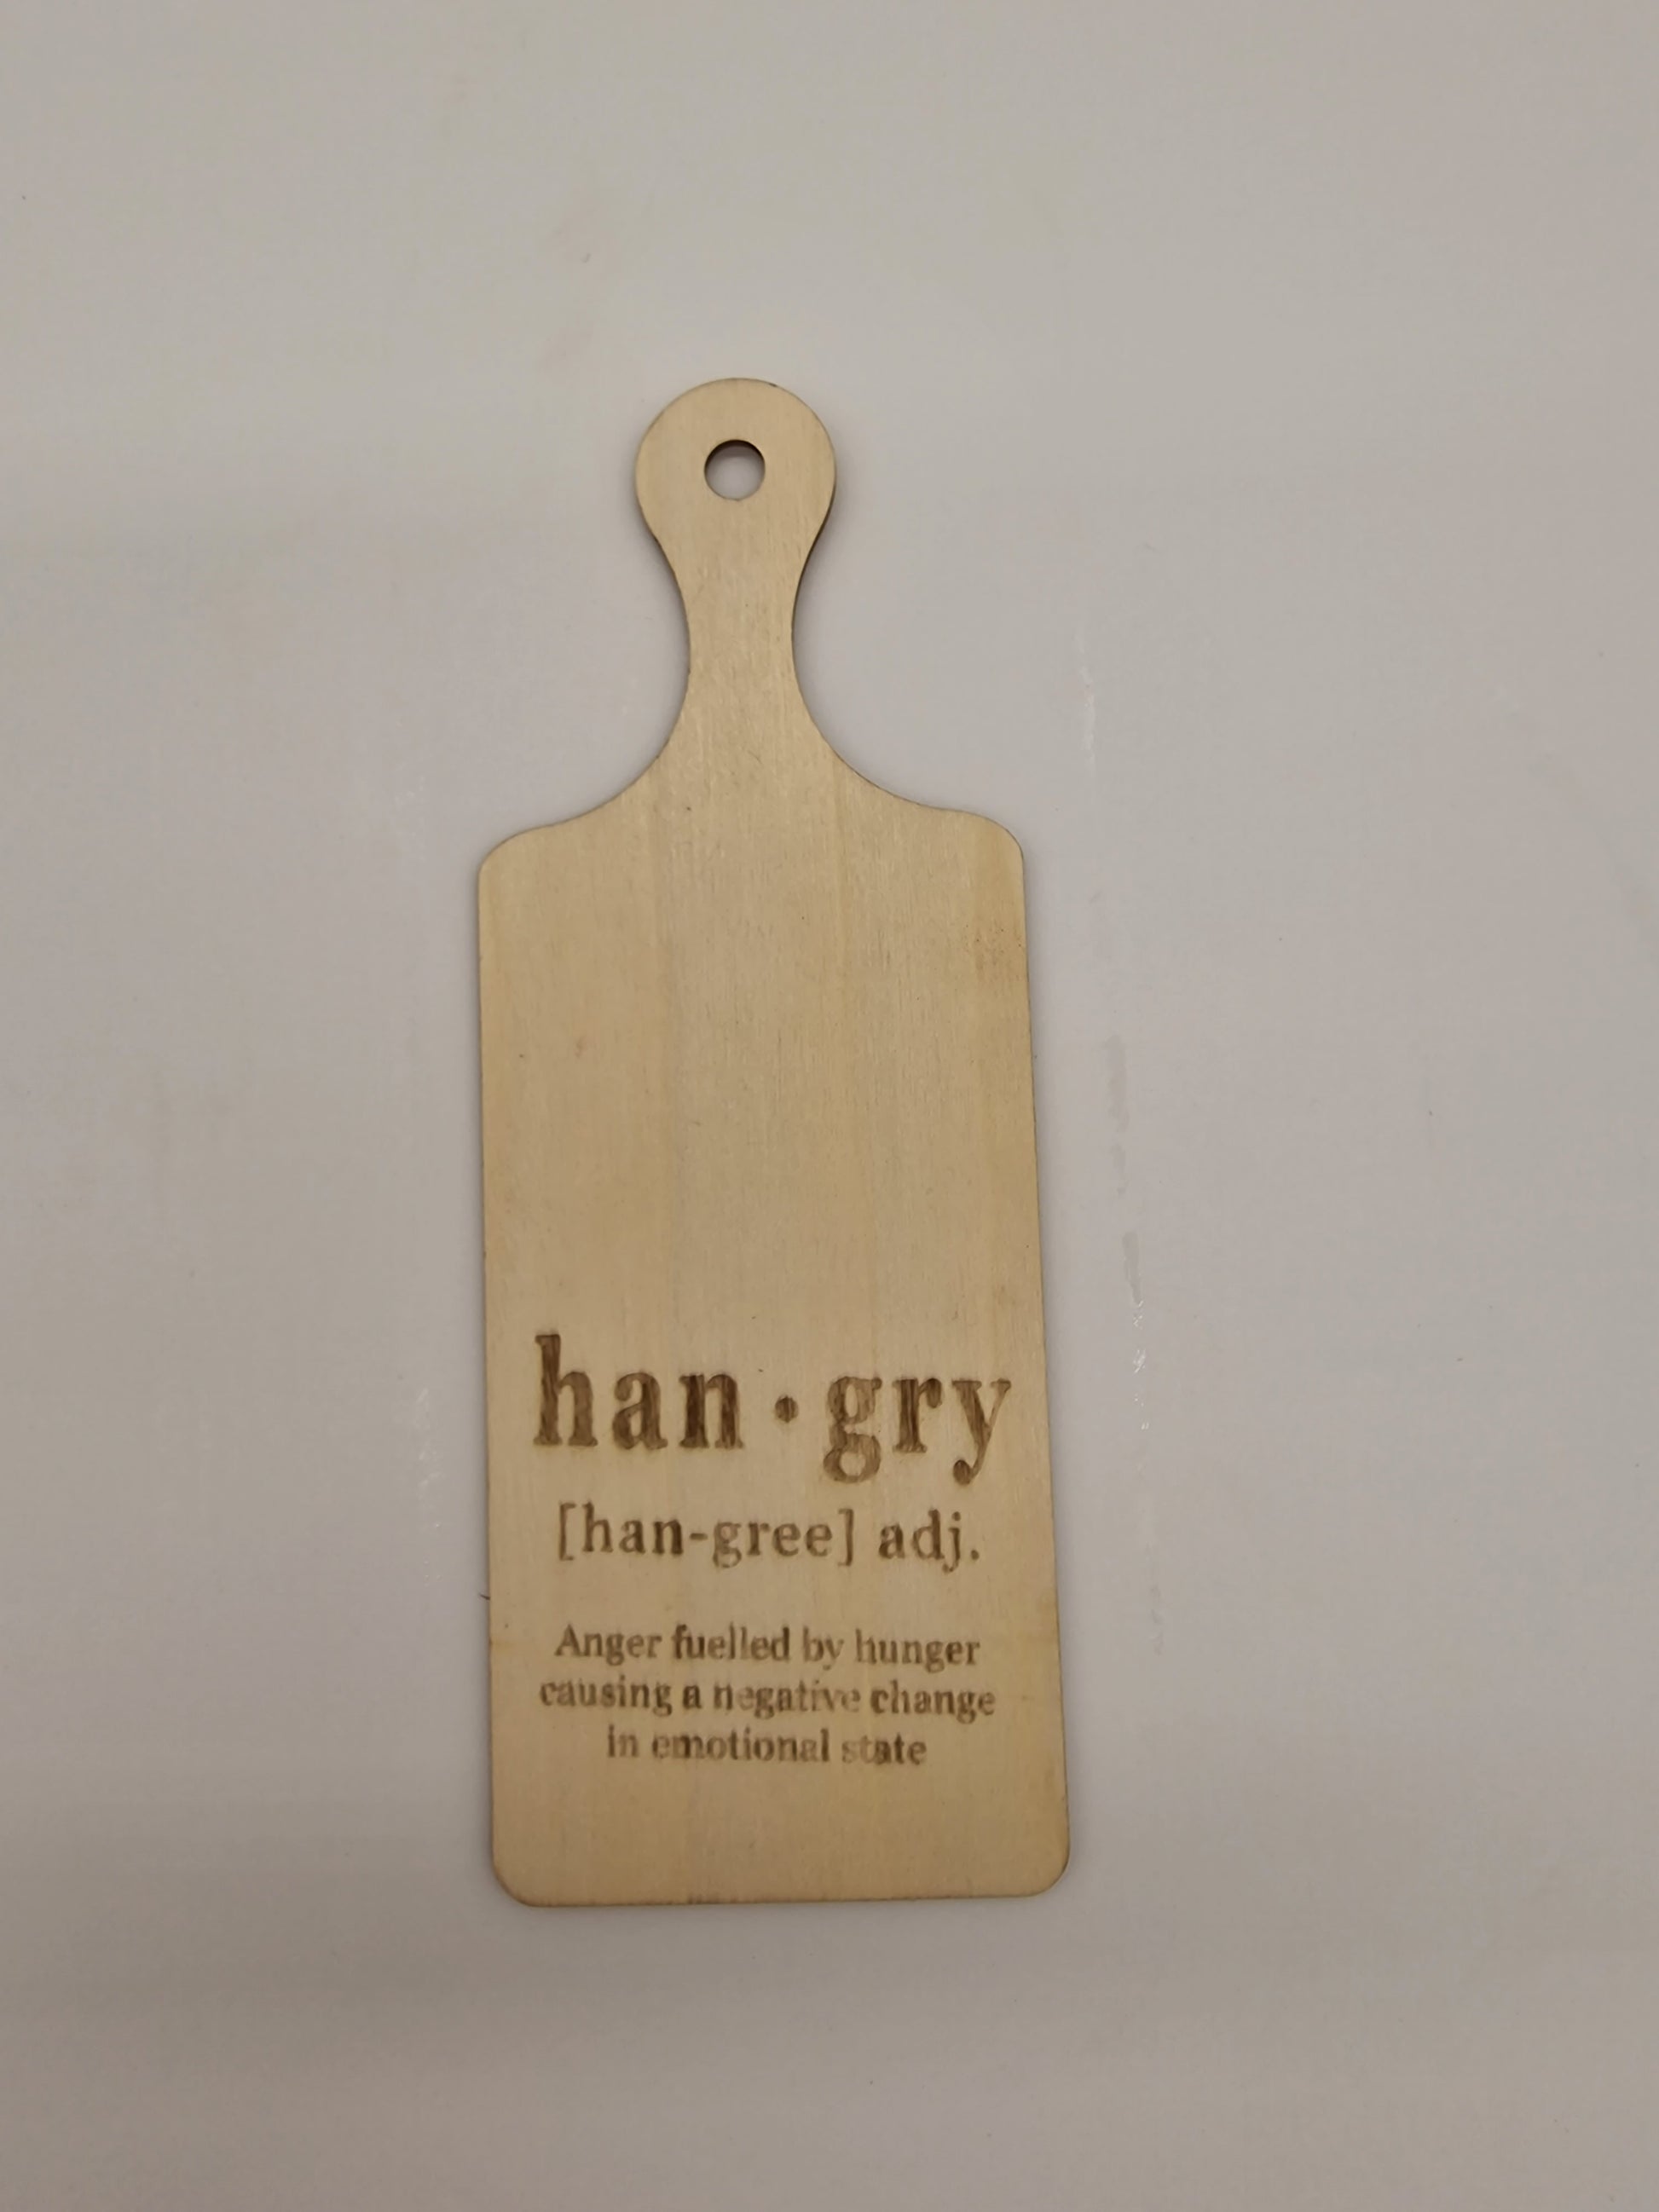 han · gry
[han-gree] adj.
Anger fuelled by hunger
causing a negative change
in emotional state